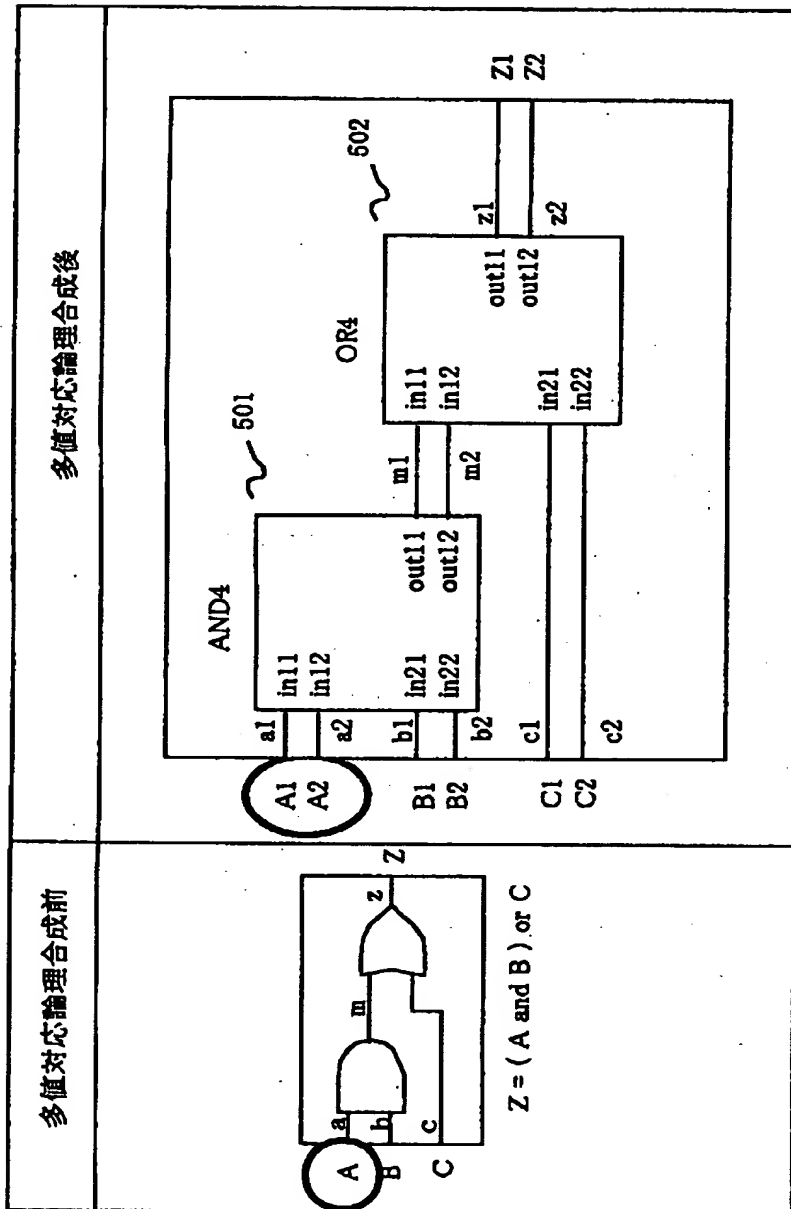 多値対応論理合成前
A
B
C
a
b
c
m
z
Z
Z = ( A and B ) or C
多値対応論理合成後
A1
A2
B1
B2
C1
C2
a1
a2
b1
b2
c1
c2
AND4
501
in11
in12
in21
in22
out11
out12
m1
m2
OR4
502
in11
in12
in21
in22
out11
out12
z1
z2
Z1
Z2